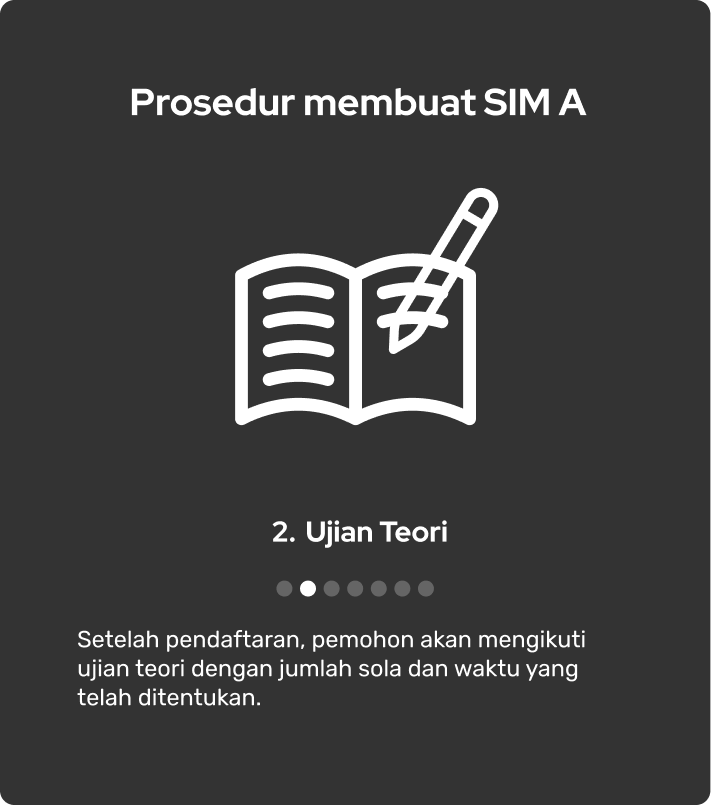 Prosedur membuat SIM A
2. Ujian Teori
Setelah pendaftaran, pemohon akan mengikuti
ujian teori dengan jumlah sola dan waktu yang
telah ditentukan.